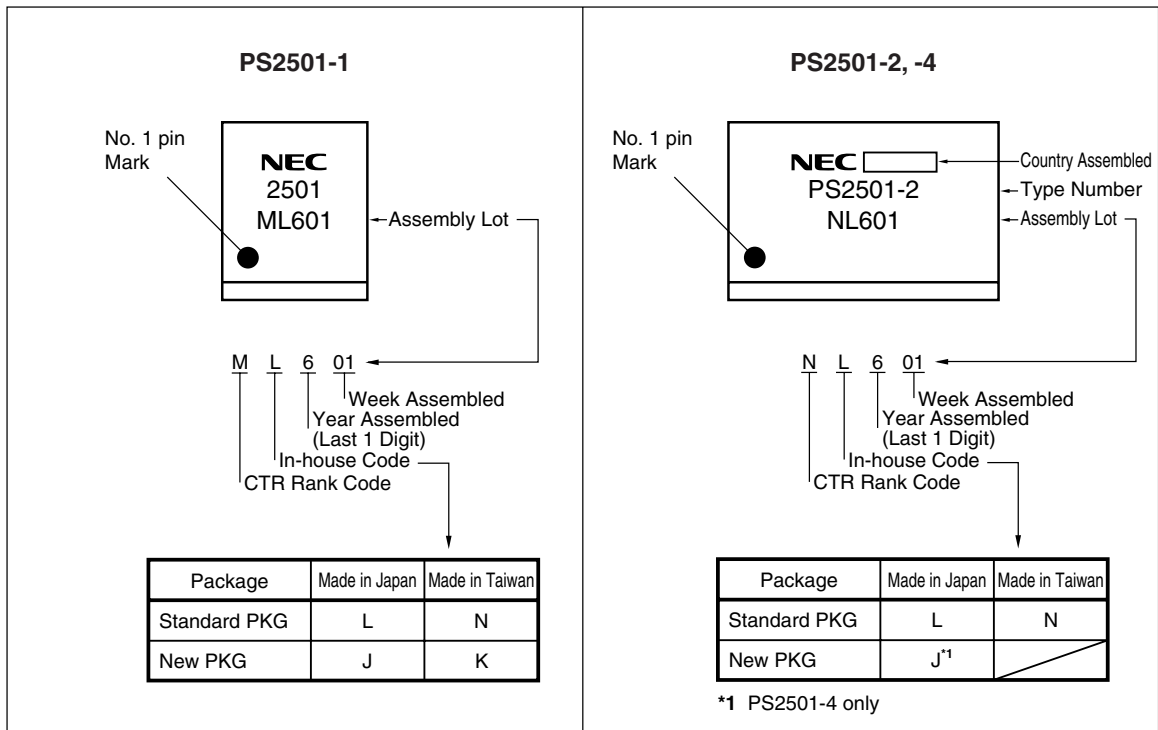 PS2501-1
No. 1 pin
Mark
NEC
2501
ML601
Assembly Lot
M L 6 01
Week Assembled
Year Assembled
(Last 1 Digit)
In-house Code
CTR Rank Code
Package Made in Japan Made in Taiwan
Standard PKG L N
New PKG J K
PS2501-2, -4
No. 1 pin
Mark
NEC
PS2501-2
NL601
Country Assembled
Type Number
Assembly Lot
N L 6 01
Week Assembled
Year Assembled
(Last 1 Digit)
In-house Code
CTR Rank Code
Package Made in Japan Made in Taiwan
Standard PKG L N
New PKG J*1
*1 PS2501-4 only